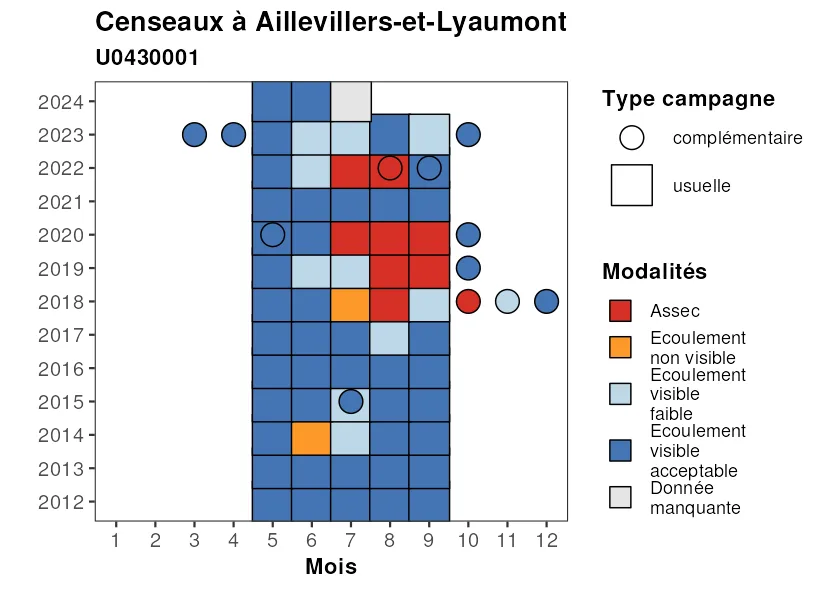 Censeaux à Aillevillers-et-Lyaumont
U0430001
2024
2023
2022
2021
2020
2019
2018
2017
2016
2015
2014
2013
2012
1 2 3 4 5 6 7 8 9 10 11 12
Mois
Type campagne
complémentaire
usuelle
Modalités
Assec
Ecoulement
non visible
Ecoulement
visible
faible
Ecoulement
visible
acceptable
Donnée
manquante